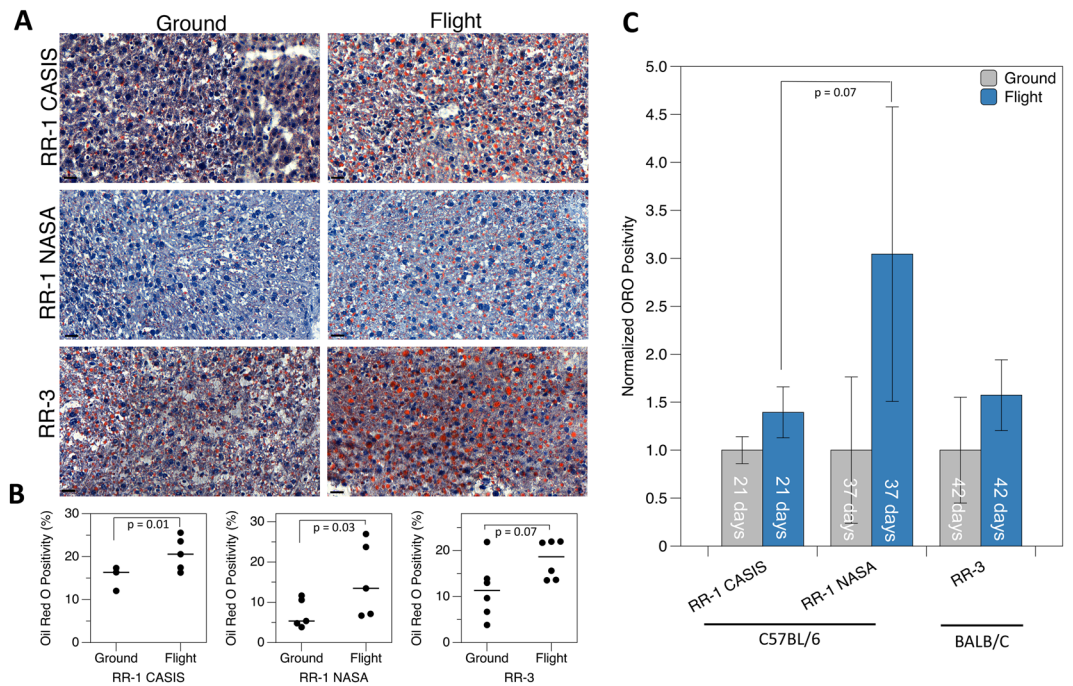 A
Ground
Flight
RR-1 CASIS
RR-1 NASA
RR-3
B
Oil Red O Positivity (%)
30
20
10
0
p = 0.01
Ground
Flight
RR-1 CASIS
Oil Red O Positivity (%)
30
25
20
15
10
5
0
p = 0.03
Ground
Flight
RR-1 NASA
Oil Red O Positivity (%)
20
10
0
p = 0.07
Ground
Flight
RR-3
C
Normalized ORO Positvity
5.0
4.5
4.0
3.5
3.0
2.5
2.0
1.5
1.0
0.5
0
Ground
Flight
p = 0.07
21 days
21 days
37 days
37 days
42 days
42 days
RR-1 CASIS
RR-1 NASA
RR-3
C57BL/6
BALB/C